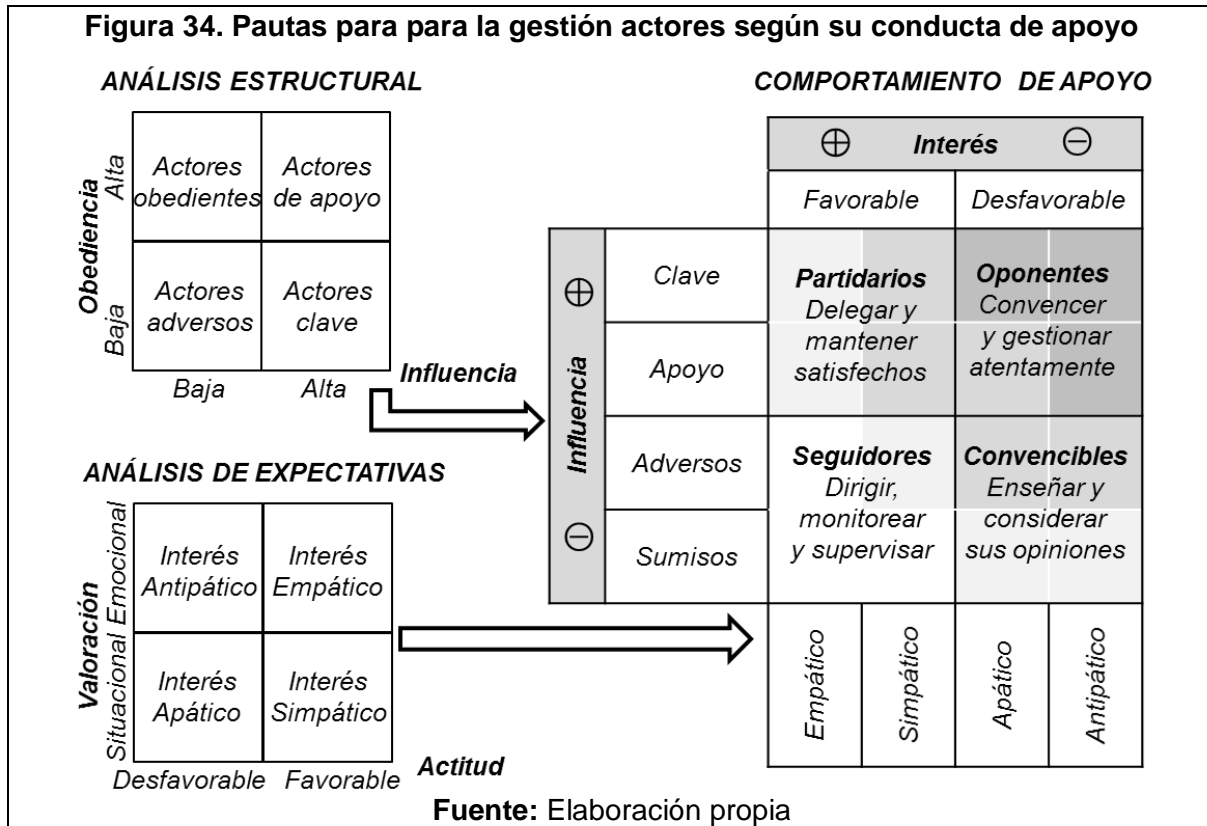 Figura 34. Pautas para para la gestión actores según su conducta de apoyo
ANÁLISIS ESTRUCTURAL
Obediencia
Alta
Baja
Actores
obedientes
Actores
de apoyo
Actores
adversos
Actores
clave
Baja
Alta
Influencia
ANÁLISIS DE EXPECTATIVAS
Valoración
Situacional Emocional
Interés
Antipático
Interés
Empático
Interés
Apático
Interés
Simpático
Desfavorable
Favorable
Actitud
COMPORTAMIENTO DE APOYO
⊕ Interés ⊖
Favorable
Desfavorable
⊕
Influencia
⊖
Clave
Apoyo
Adversos
Sumisos
Partidarios
Delegar y
mantener
satisfechos
Oponentes
Convencer
y gestionar
atentamente
Seguidores
Dirigir,
monitorear
y supervisar
Convencibles
Enseñar y
considerar
sus opiniones
Empático
Simpático
Apático
Antipático
Fuente: Elaboración propia